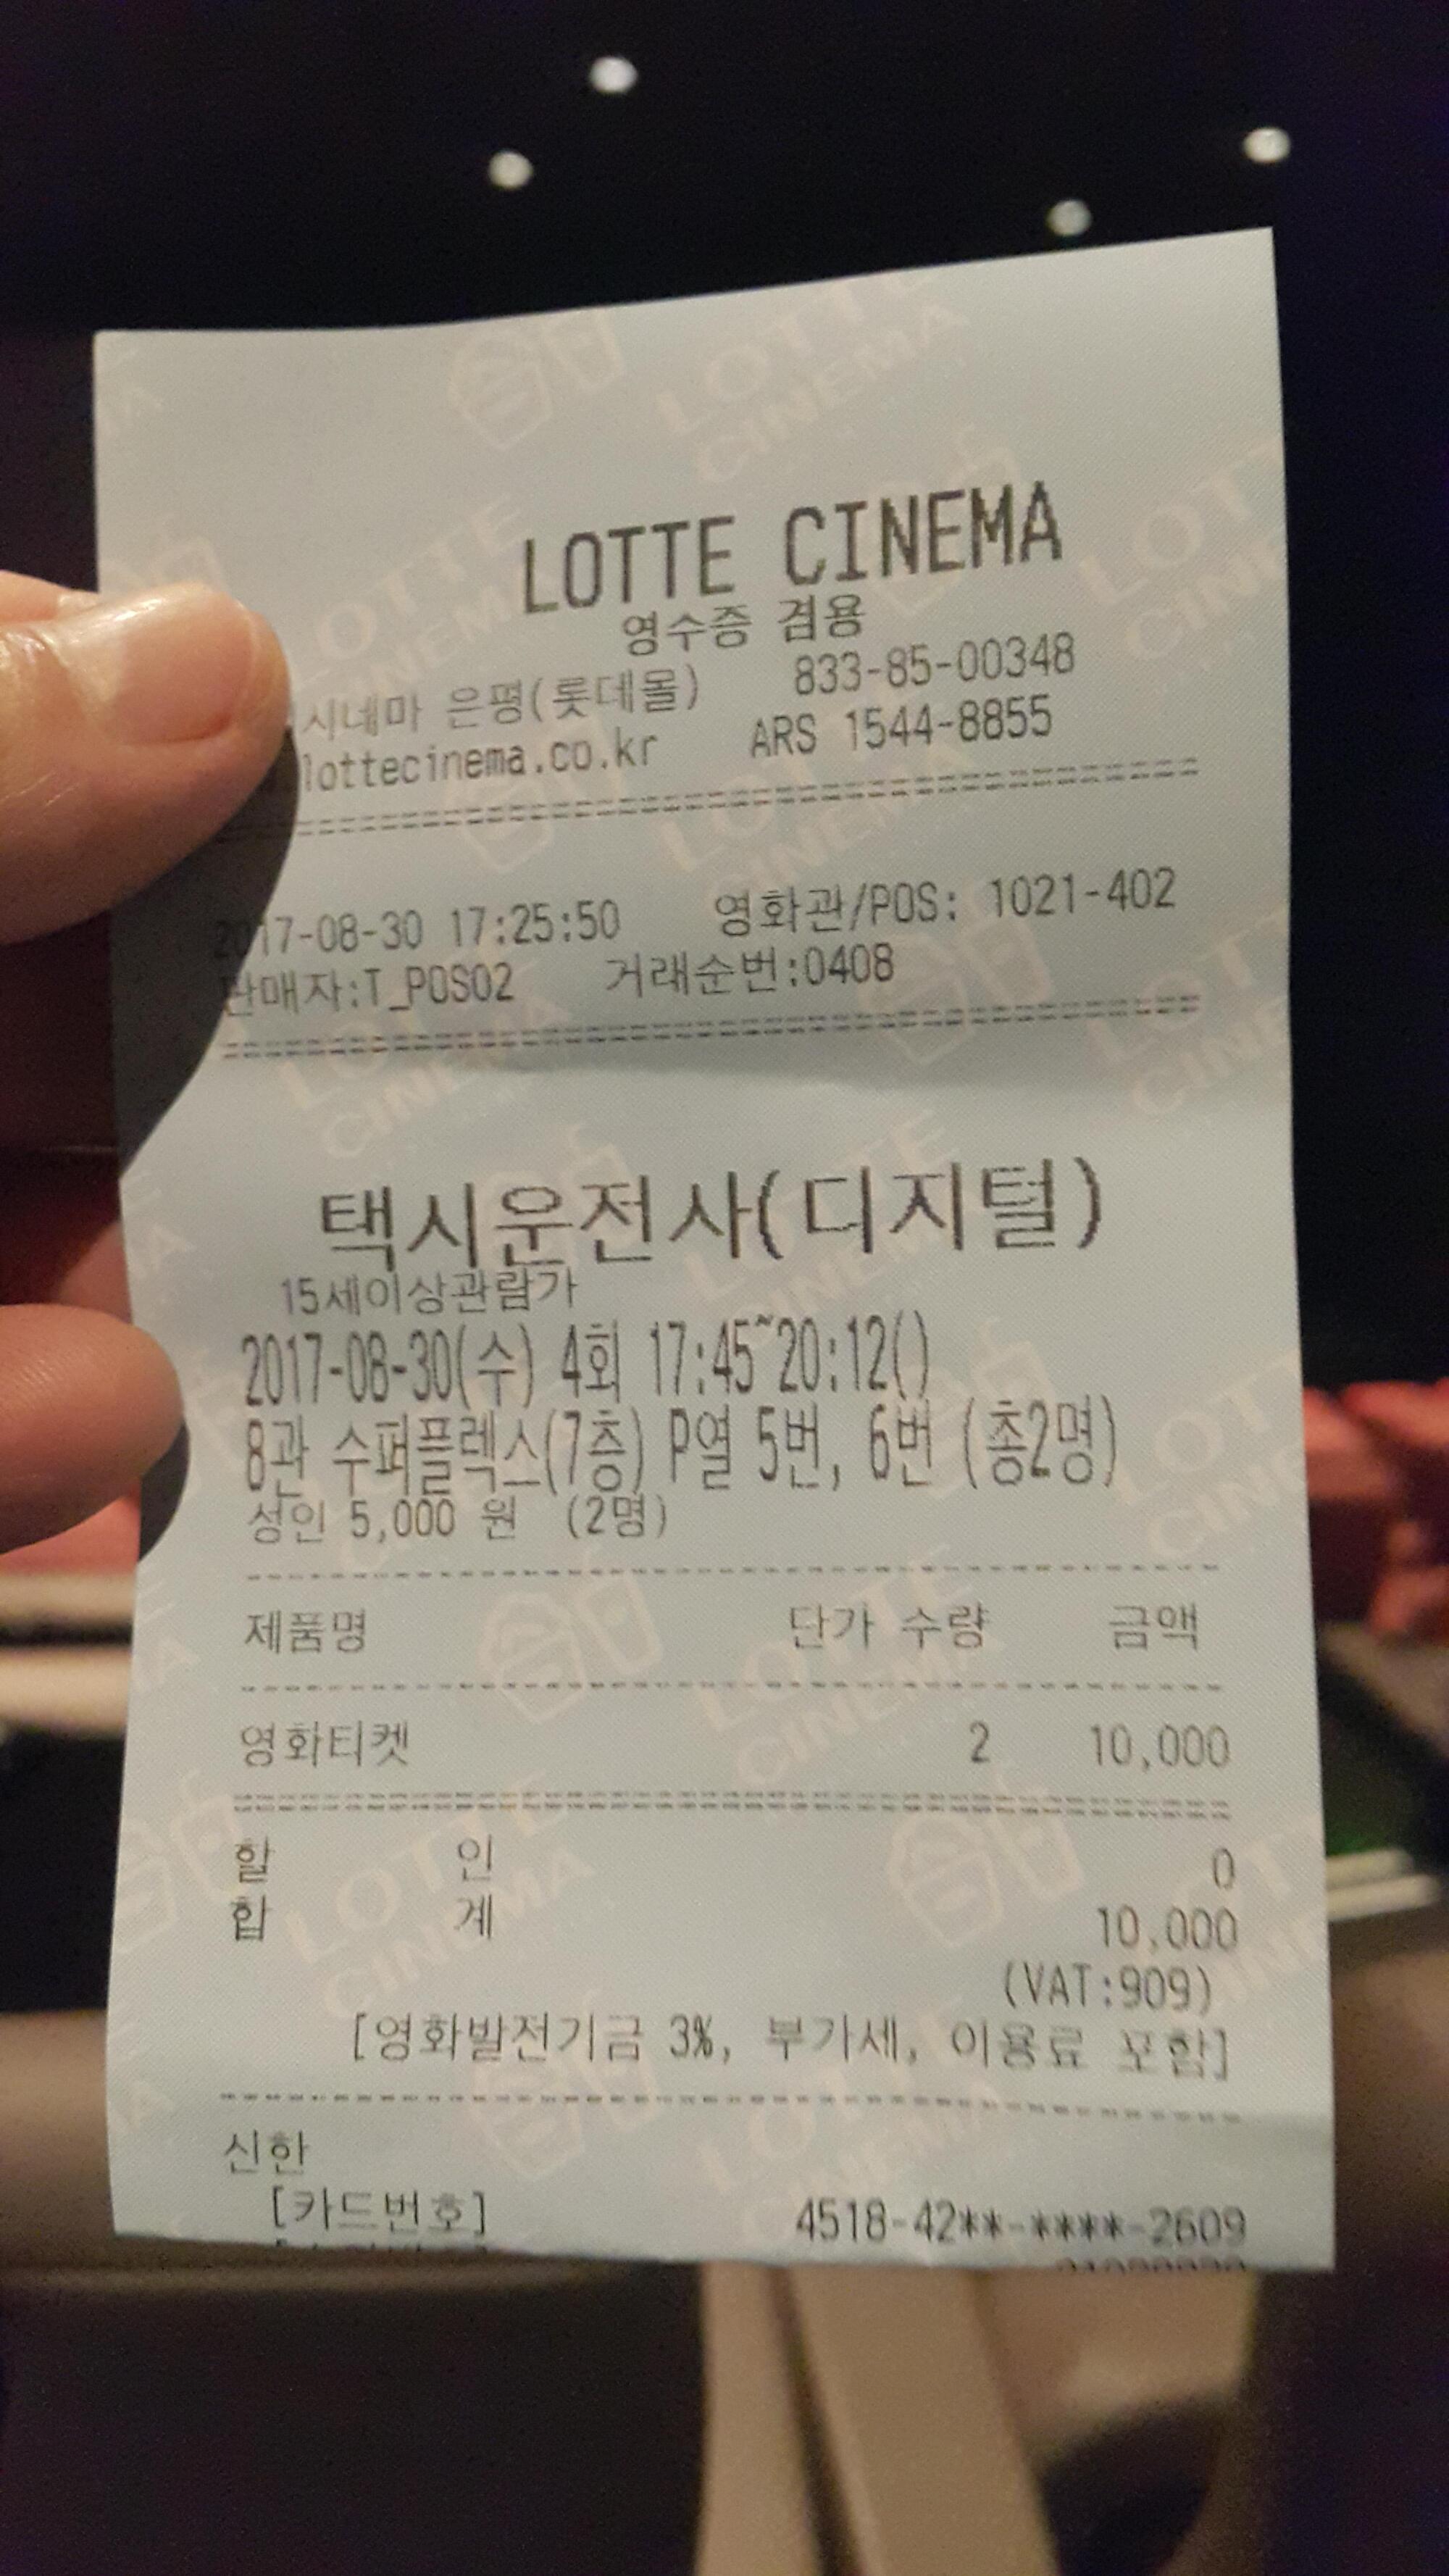 LOTTE CINEMA
영수증 겸용
시네마 은평(롯데몰) 833-85-00348
lottecinema.co.kr ARS 1544-8855
2017-08-30 17:25:50 영화관/POS: 1021-402
판매자:T_POS02 거래순번:0408
택시운전사(디지털)
15세이상관람가
2017-08-30(수) 4회 17:45~20:12()
8관 수퍼플렉스(7층) P열 5번, 6번 (총2명)
성인 5,000 원 (2명)
제품명 단가 수량 금액
영화티켓 2 10,000
할 인 0
합 계 10,000
(VAT:909)
[영화발전기금 3%, 부가세, 이용료 포함]
신한
[카드번호] 4518-42**-****-2609